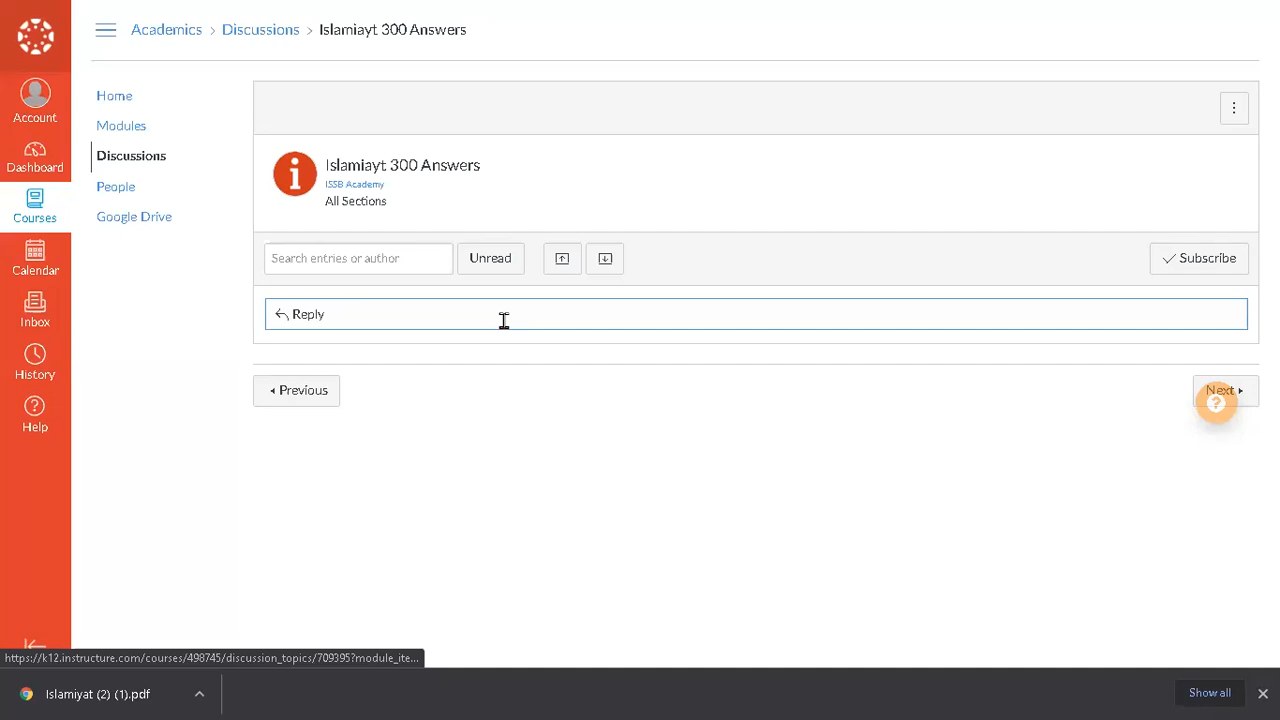 Academics > Discussions > Islamiayt 300 Answers
Account
Dashboard
Courses
Calendar
Inbox
History
Help
Home
Modules
Discussions
People
Google Drive
Islamiayt 300 Answers
ISSB Academy
All Sections
Search entries or author
Unread
Subscribe
Reply
Previous
Next
https://k12.instructure.com/courses/498745/discussion_topics/709395?module_ite...
Islamiyat (2) (1).pdf
Show all